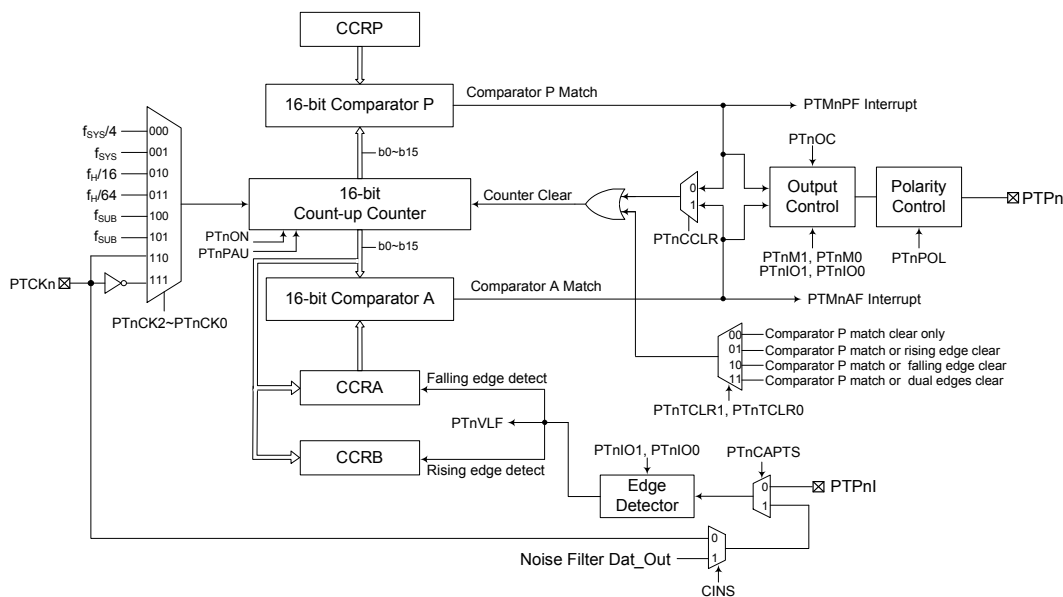 CCRP
16-bit Comparator P
Comparator P Match
PTMnPF Interrupt
b0~b15
fSYS/4
000
fSYS
001
fH/16
010
fH/64
011
fSUB
100
fSUB
101
110
111
PTCKn
PTnCK2~PTnCK0
16-bit
Count-up Counter
PTnON
PTnPAU
Counter Clear
0
1
PTnCCLR
PTnOC
Output
Control
PTnM1, PTnM0
PTnIO1, PTnIO0
Polarity
Control
PTnPOL
PTPn
b0~b15
16-bit Comparator A
Comparator A Match
PTMnAF Interrupt
00
Comparator P match clear only
01
Comparator P match or rising edge clear
10
Comparator P match or falling edge clear
11
Comparator P match or dual edges clear
PTnTCLR1, PTnTCLR0
CCRA
Falling edge detect
PTnVLF
CCRB
Rising edge detect
PTnIO1, PTnIO0
Edge
Detector
PTnCAPTS
0
1
PTPnI
0
Noise Filter Dat_Out
1
CINS